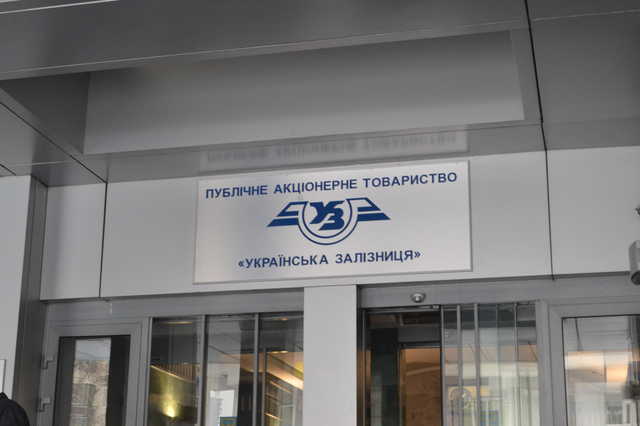 ПУБЛІЧНЕ АКЦІОНЕРНЕ ТОВАРИСТВО
УЗ
«УКРАЇНСЬКА ЗАЛІЗНИЦЯ»